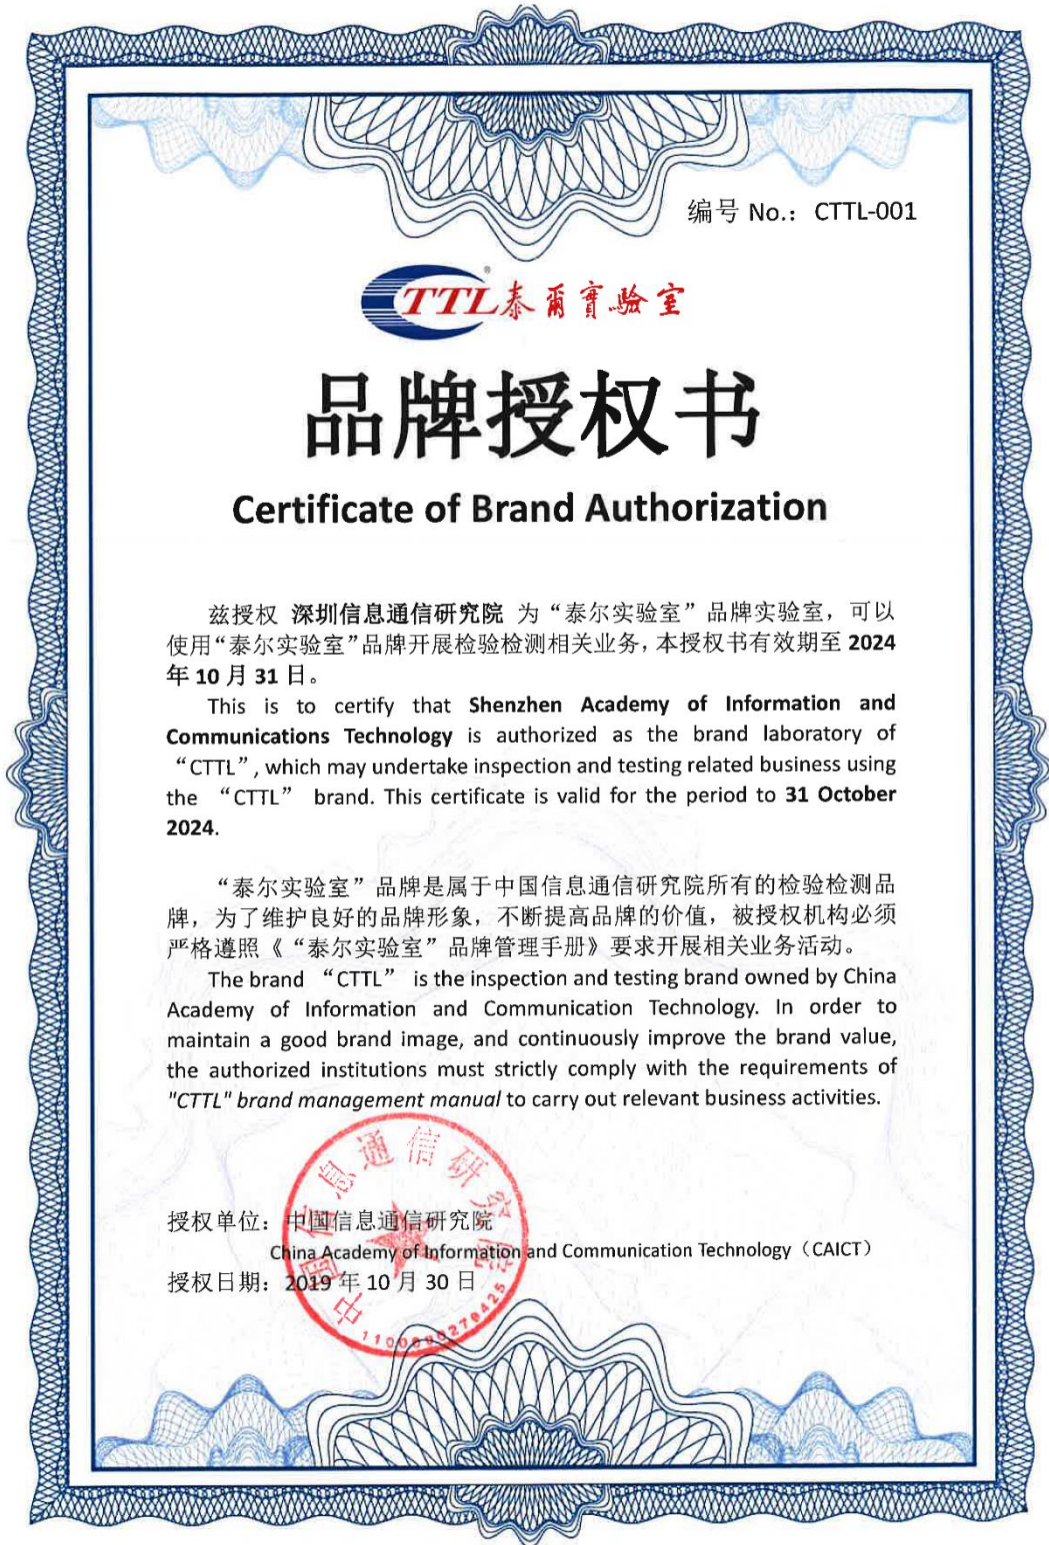 编号 No.: CTTL-001
CTTL® 泰爾實驗室
品牌授权书
Certificate of Brand Authorization
兹授权 深圳信息通信研究院 为“泰尔实验室”品牌实验室，可以
使用“泰尔实验室”品牌开展检验检测相关业务，本授权书有效期至 2024
年 10 月 31 日。
This is to certify that Shenzhen Academy of Information and
Communications Technology is authorized as the brand laboratory of
“CTTL”, which may undertake inspection and testing related business using
the “CTTL” brand. This certificate is valid for the period to 31 October
2024.
“泰尔实验室”品牌是属于中国信息通信研究院所有的检验检测品
牌，为了维护良好的品牌形象，不断提高品牌的价值，被授权机构必须
严格遵照《“泰尔实验室”品牌管理手册》要求开展相关业务活动。
The brand “CTTL” is the inspection and testing brand owned by China
Academy of Information and Communication Technology. In order to
maintain a good brand image, and continuously improve the brand value,
the authorized institutions must strictly comply with the requirements of
"CTTL" brand management manual to carry out relevant business activities.
中国信息通信研究院
授权单位：中国信息通信研究院
China Academy of Information and Communication Technology（CAICT）
授权日期：2019 年 10 月 30 日